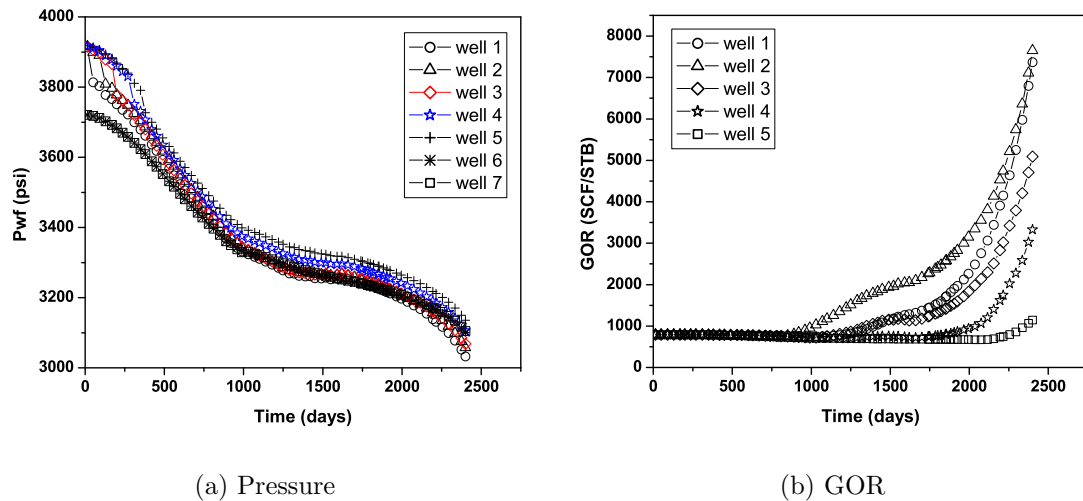 4000
3800
3600
3400
3200
3000
Pwf (psi)
well 1
well 2
well 3
well 4
well 5
well 6
well 7
0 500 1000 1500 2000 2500
Time (days)
(a) Pressure
8000
7000
6000
5000
4000
3000
2000
1000
0
GOR (SCF/STB)
well 1
well 2
well 3
well 4
well 5
0 500 1000 1500 2000 2500
Time (days)
(b) GOR